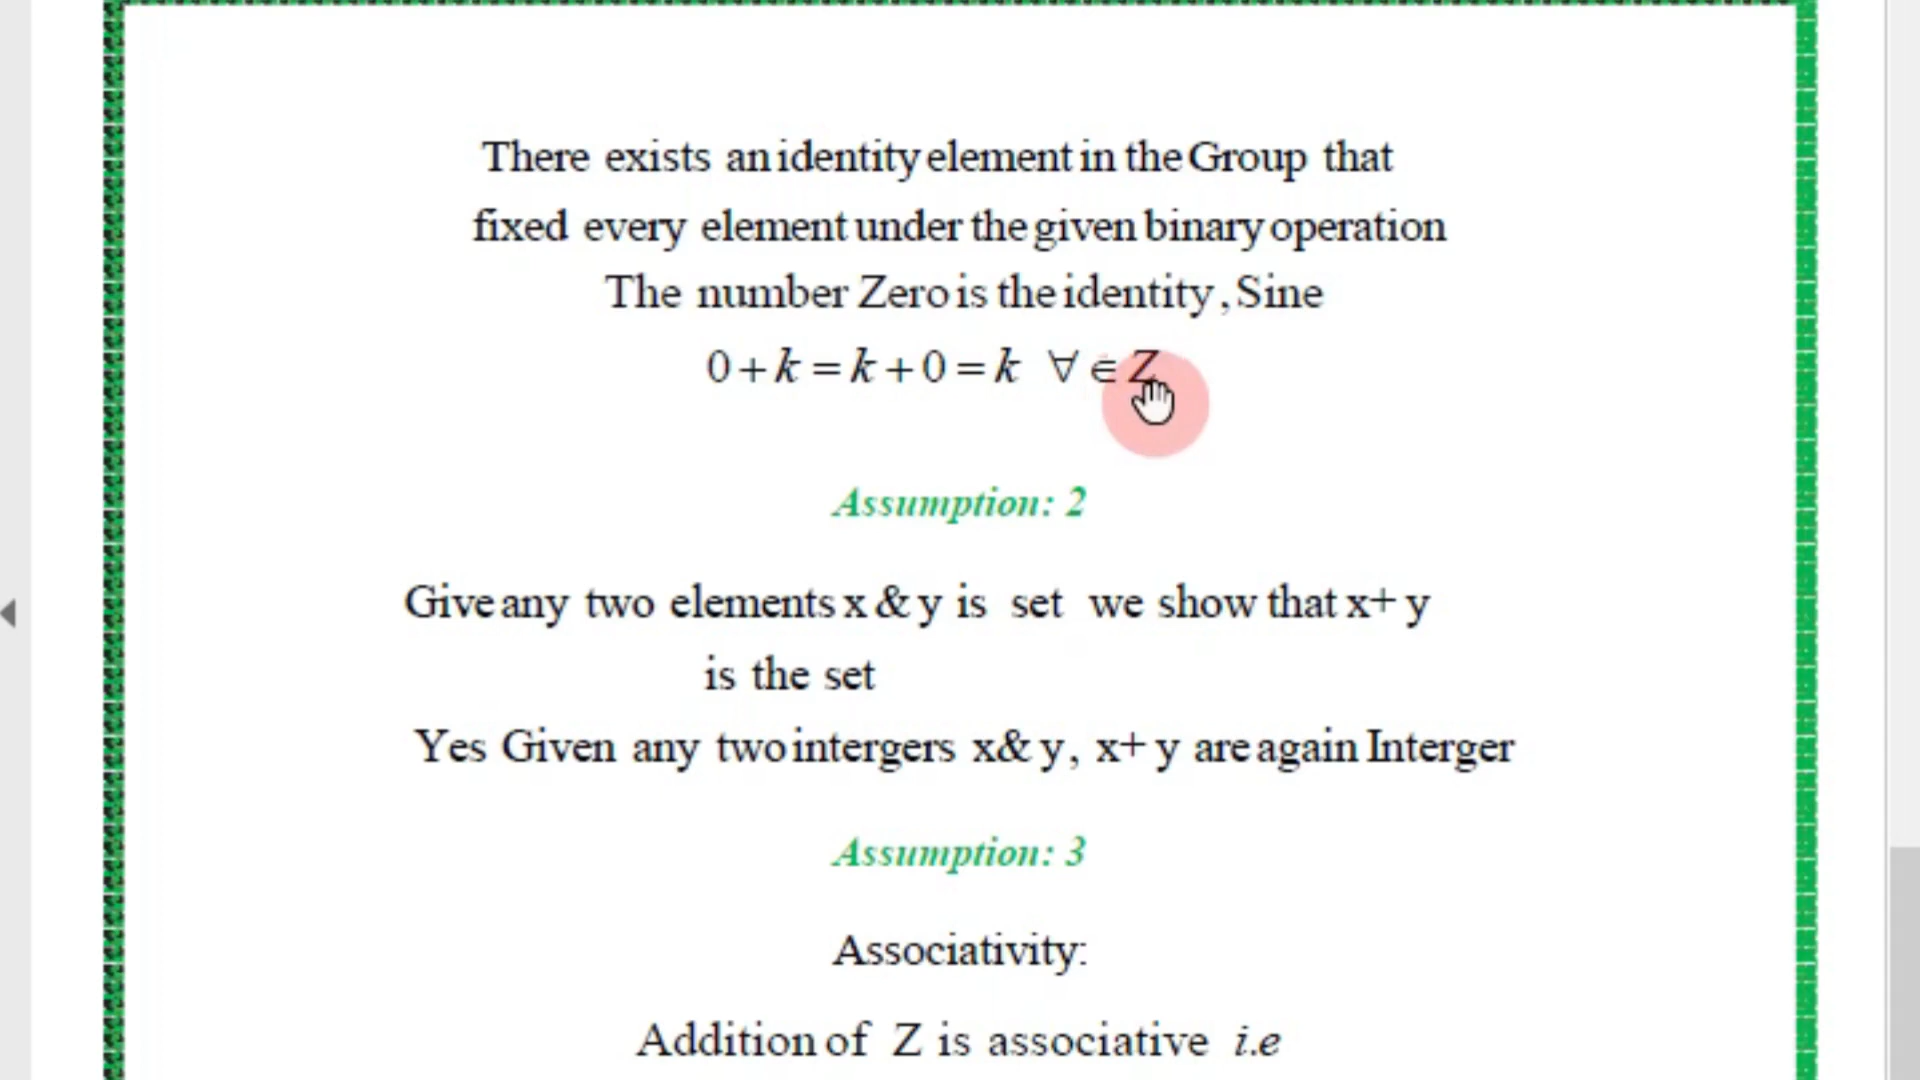 There exists an identity element in the Group that
fixed every element under the given binary operation
The number Zero is the identity , Sine
0 + k = k + 0 = k ∀ ∈ Z
Assumption: 2
Give any two elements x & y is set we show that x+ y
is the set
Yes Given any two intergers x& y, x+ y are again Interger
Assumption: 3
Associativity:
Addition of Z is associative i.e